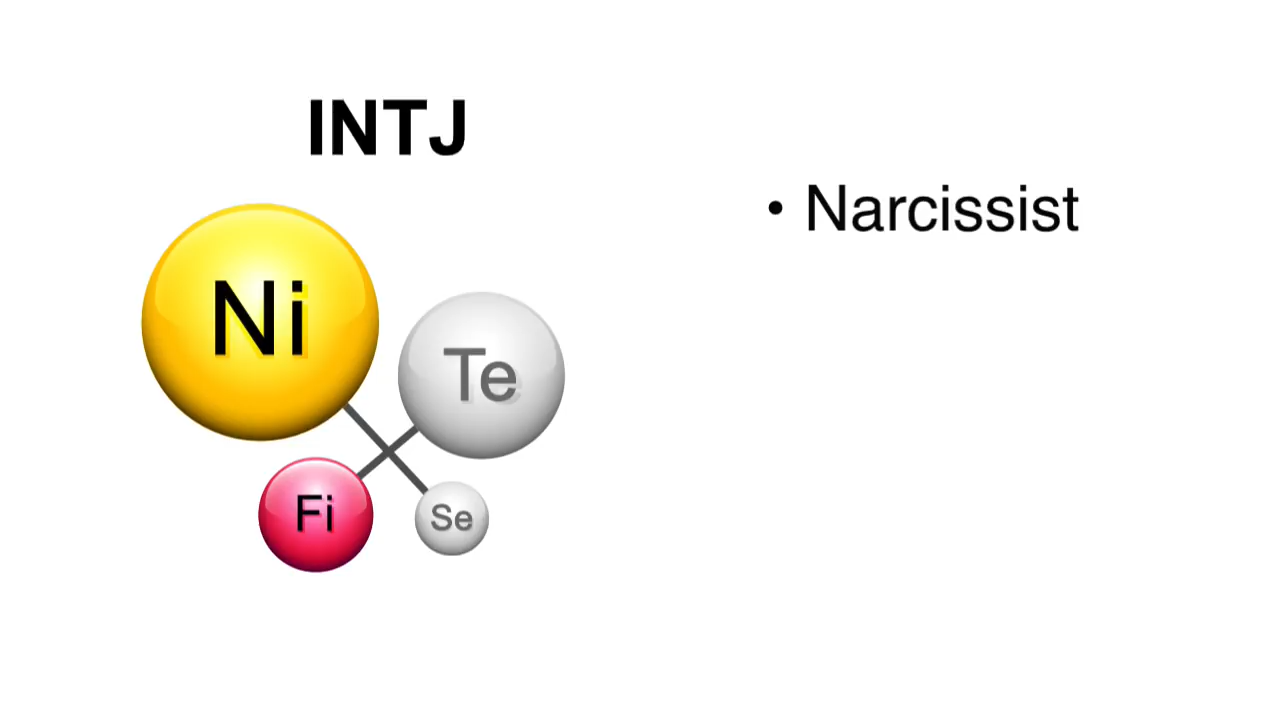 INTJ
• Narcissist
Ni
Te
Fi
Se